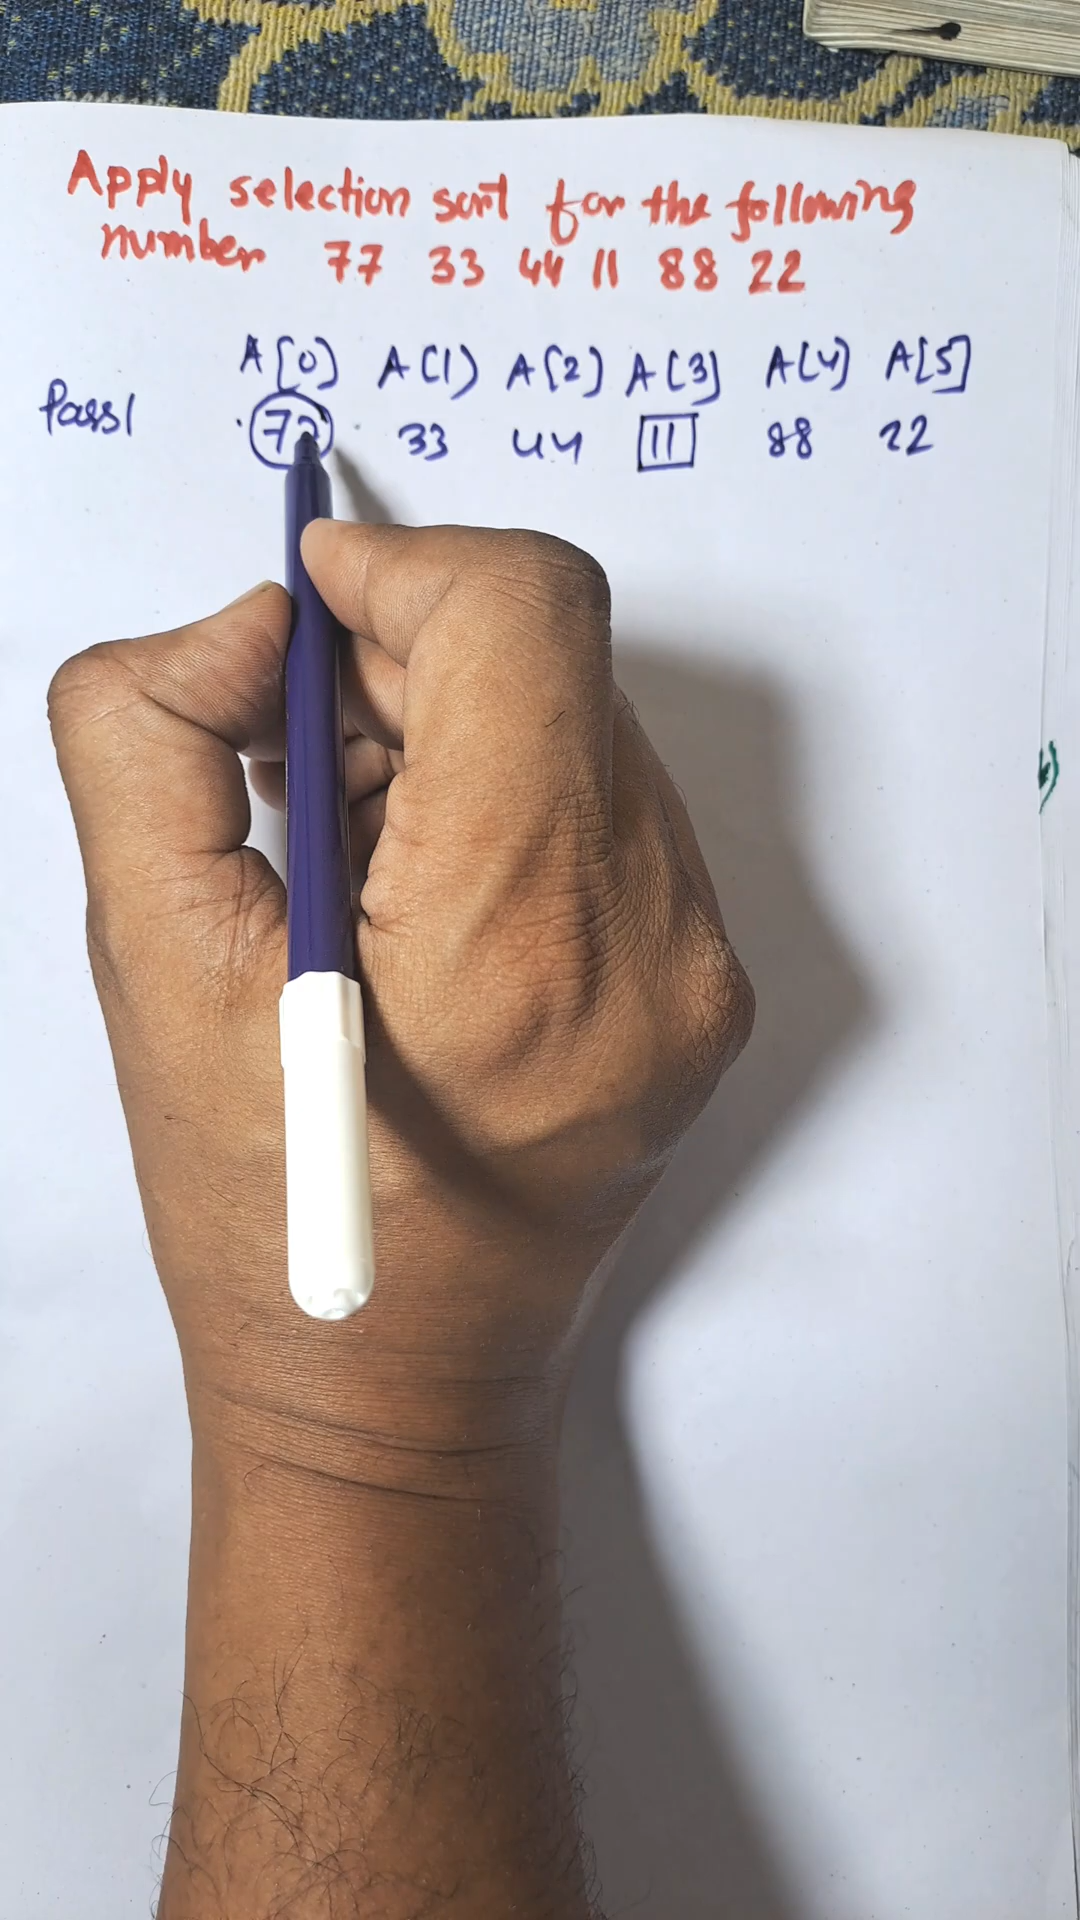 Apply selection sort for the following
number 77 33 44 11 88 22
A[0] A[1] A[2] A[3] A[4] A[5]
Pass1 77 33 44 11 88 22